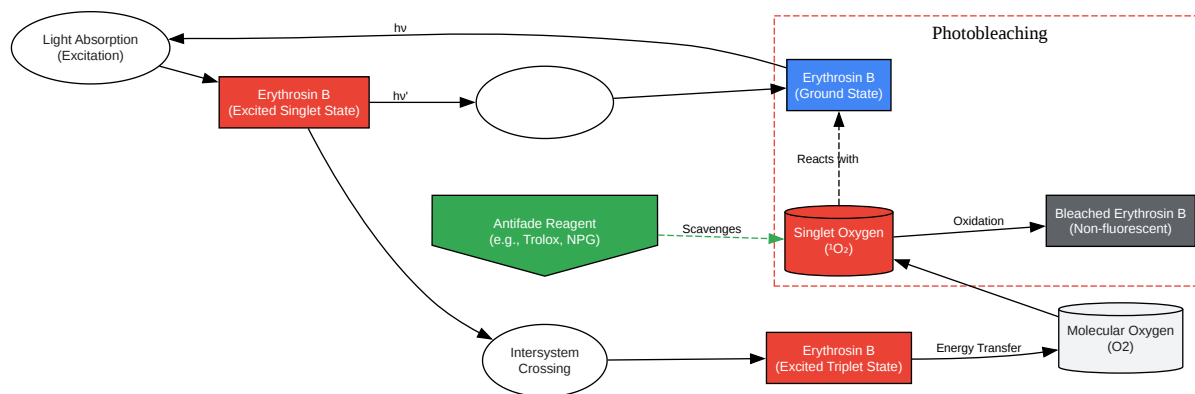 Photobleaching
hν
Light Absorption
(Excitation)
Erythrosin B
(Ground State)
Erythrosin B
(Excited Singlet State)
hν'
Reacts with
Antifade Reagent
(e.g., Trolox, NPG)
Scavenges
Singlet Oxygen
(¹O₂)
Oxidation
Bleached Erythrosin B
(Non-fluorescent)
Molecular Oxygen
(O2)
Intersystem
Crossing
Erythrosin B
(Excited Triplet State)
Energy Transfer